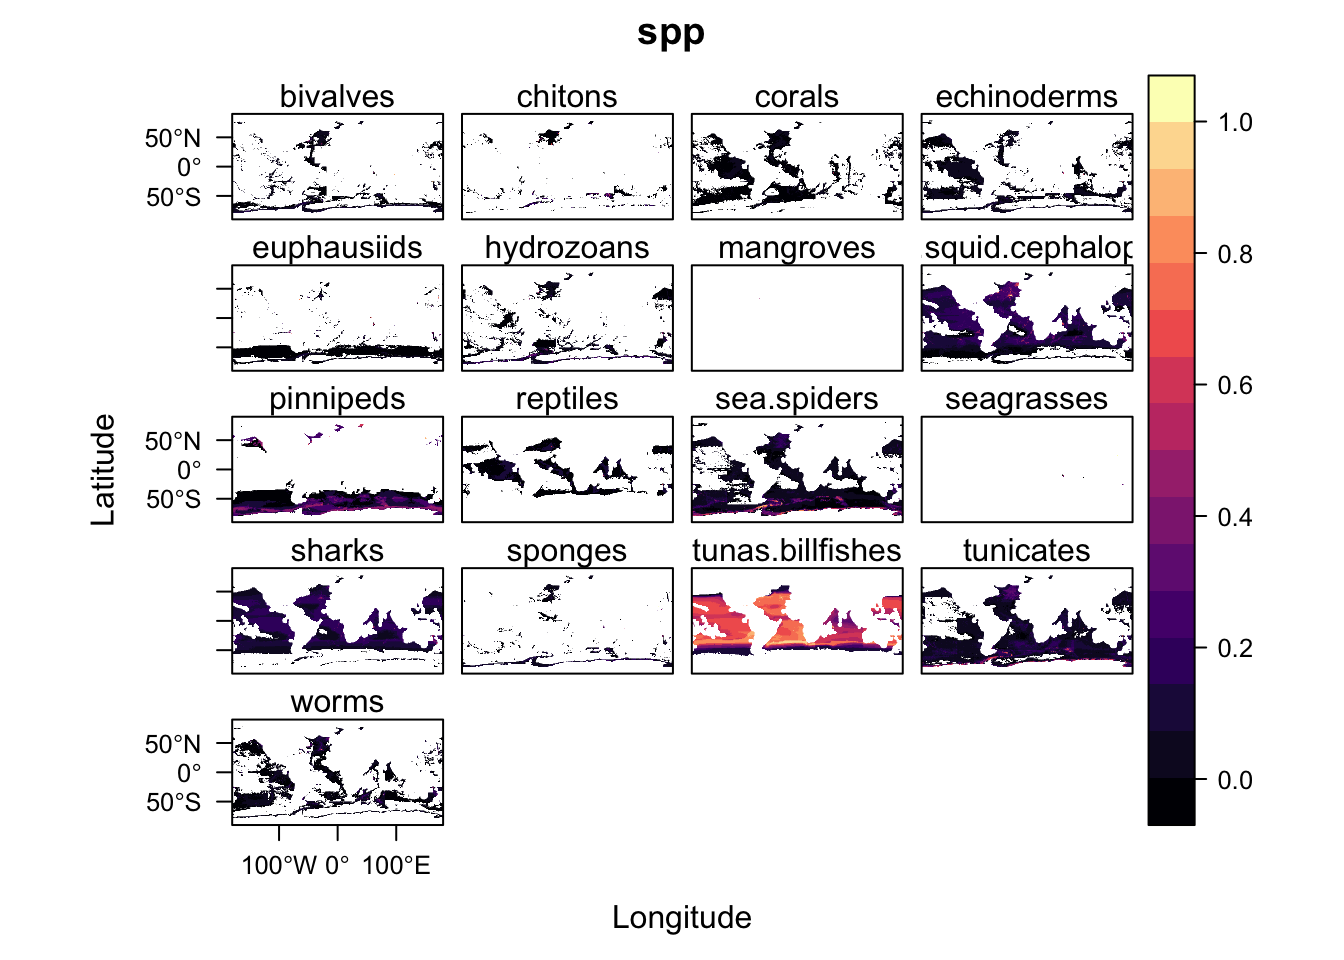 spp
bivalves chitons corals echinoderms
50°N
0°
50°S
euphausiids hydrozoans mangroves squid.cephalop
pinnipeds reptiles sea.spiders seagrasses
50°N
0°
50°S
sharks sponges tunas.billfishes tunicates
worms
50°N
0°
50°S
100°W 0° 100°E
Latitude
Longitude
1.0
0.8
0.6
0.4
0.2
0.0